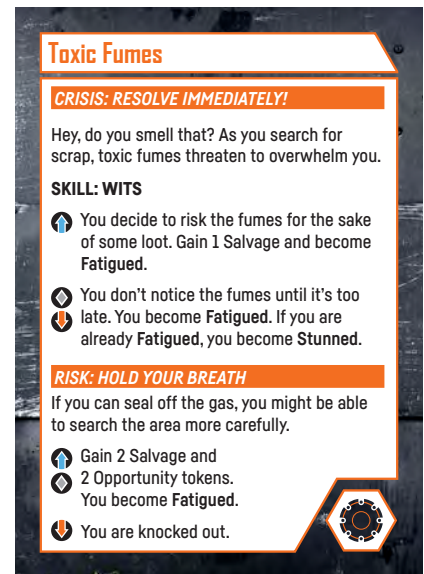 Toxic Fumes
CRISIS: RESOLVE IMMEDIATELY!
Hey, do you smell that? As you search for
scrap, toxic fumes threaten to overwhelm you.
SKILL: WITS
You decide to risk the fumes for the sake
of some loot. Gain 1 Salvage and become
Fatigued.
You don't notice the fumes until it's too
late. You become Fatigued. If you are
already Fatigued, you become Stunned.
RISK: HOLD YOUR BREATH
If you can seal off the gas, you might be able
to search the area more carefully.
Gain 2 Salvage and
2 Opportunity tokens.
You become Fatigued.
You are knocked out.